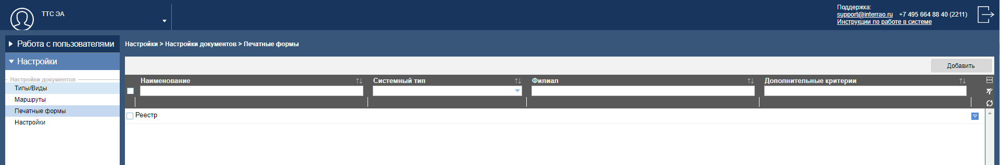 ТТС ЭА
Поддержка:
support@interrao.ru +7 495 664 88 40 (2211)
Инструкции по работе в системе
Работа с пользователями
Настройки
Настройки документов
Типы/Виды
Маршруты
Печатные формы
Настройки
Настройки > Настройки документов > Печатные формы
Добавить
Наименование Системный тип Филиал Дополнительные критерии
Реестр